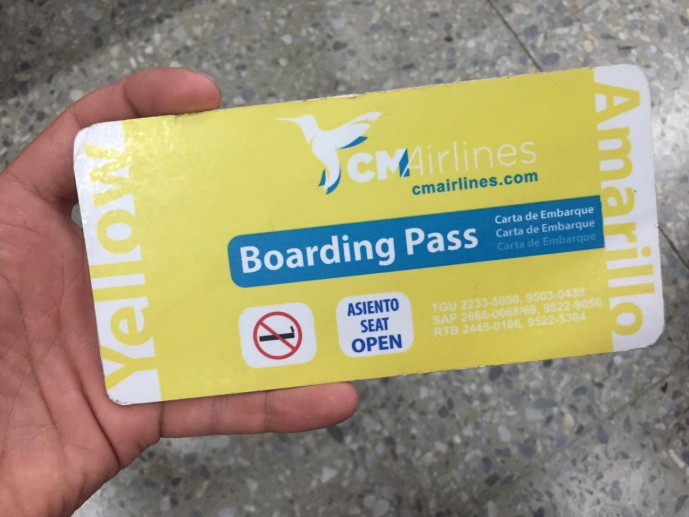 Yellow
CMAirlines
cmairlines.com
Boarding Pass
Carta de Embarque
Carta de Embarque
Carta de Embarque
ASIENTO
SEAT
OPEN
TGU 2233-5050, 9503-0439
SAP 2668-0068/69, 9522-9056
RTB 2445-0106, 9522-5304
Amarillo